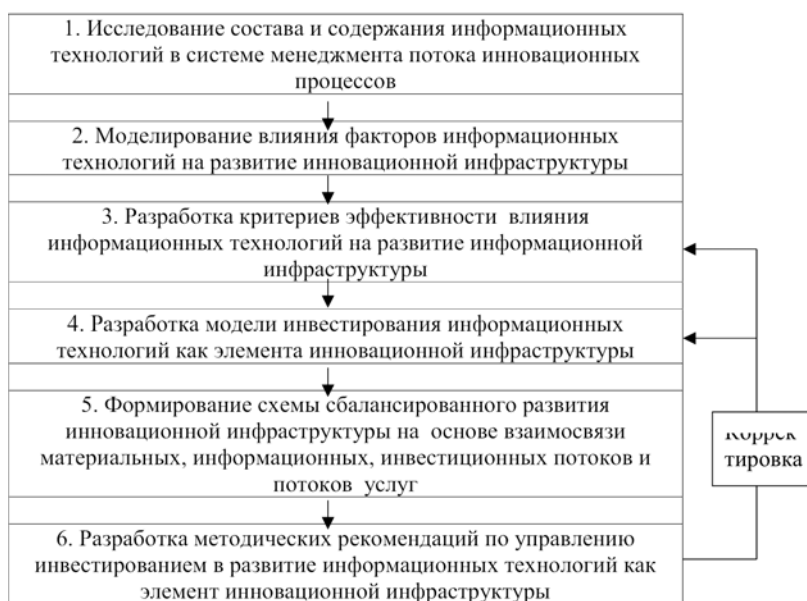 1. Исследование состава и содержания информационных
технологий в системе менеджмента потока инновационных
процессов
2. Моделирование влияния факторов информационных
технологий на развитие инновационной инфраструктуры
3. Разработка критериев эффективности влияния
информационных технологий на развитие информационной
инфраструктуры
4. Разработка модели инвестирования информационных
технологий как элемента инновационной инфраструктуры
5. Формирование схемы сбалансированного развития
инновационной инфраструктуры на основе взаимосвязи
материальных, информационных, инвестиционных потоков и
потоков услуг
Коррек
тировка
6. Разработка методических рекомендаций по управлению
инвестированием в развитие информационных технологий как
элемент инновационной инфраструктуры